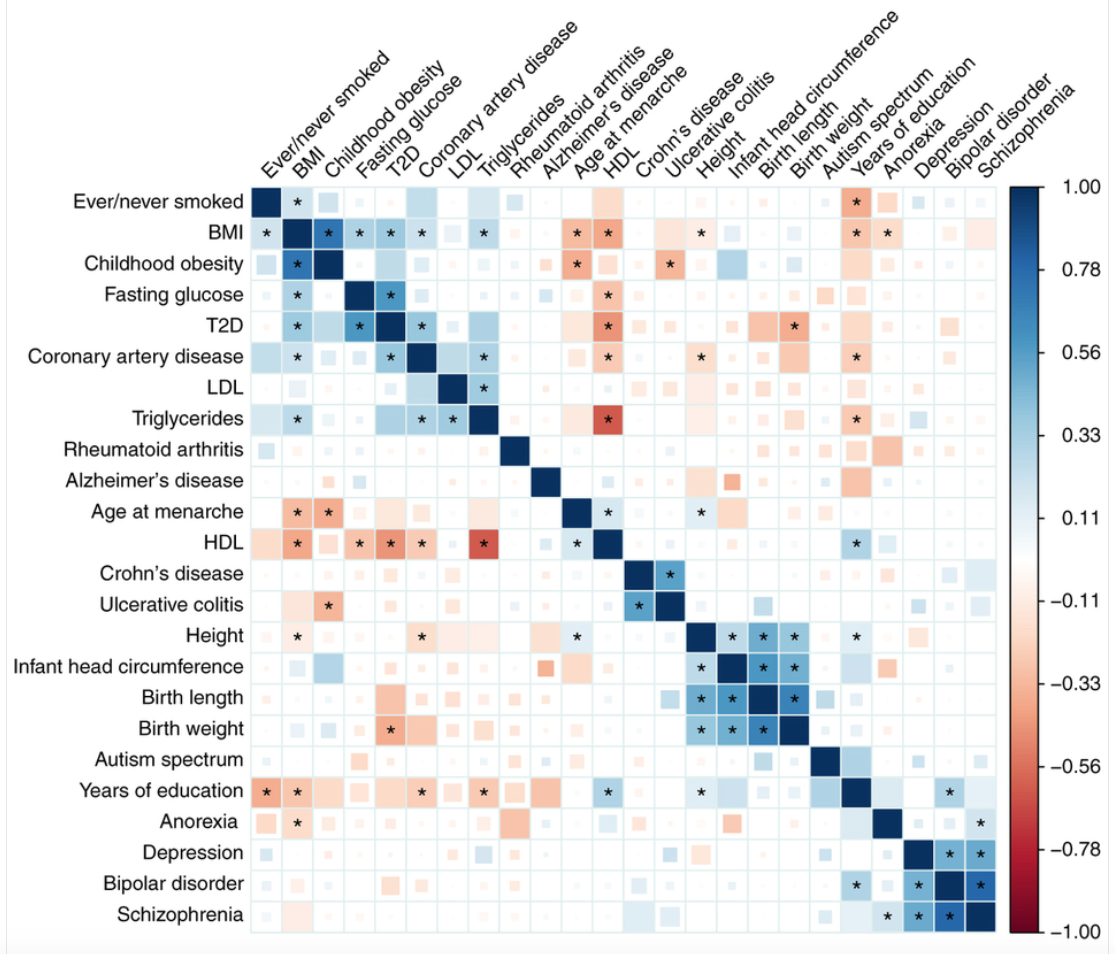 Ever/never smoked
BMI
Childhood obesity
Fasting glucose
T2D
Coronary artery disease
LDL
Triglycerides
Rheumatoid arthritis
Alzheimer's disease
Age at menarche
HDL
Crohn's disease
Ulcerative colitis
Height
Infant head circumference
Birth length
Birth weight
Autism spectrum
Years of education
Anorexia
Depression
Bipolar disorder
Schizophrenia
Ever/never smoked * *
BMI * * * * * * * * * * * *
Childhood obesity * * *
Fasting glucose * * *
T2D * * * * *
Coronary artery disease * * * * * *
LDL *
Triglycerides * * * * *
Rheumatoid arthritis
Alzheimer's disease
Age at menarche * * * *
HDL * * * * * * *
Crohn's disease *
Ulcerative colitis * *
Height * * * * * * *
Infant head circumference * * *
Birth length * * *
Birth weight * * * *
Autism spectrum
Years of education * * * * * * *
Anorexia * *
Depression * *
Bipolar disorder * * *
Schizophrenia * * *
1.00
0.78
0.56
0.33
0.11
−0.11
−0.33
−0.56
−0.78
−1.00